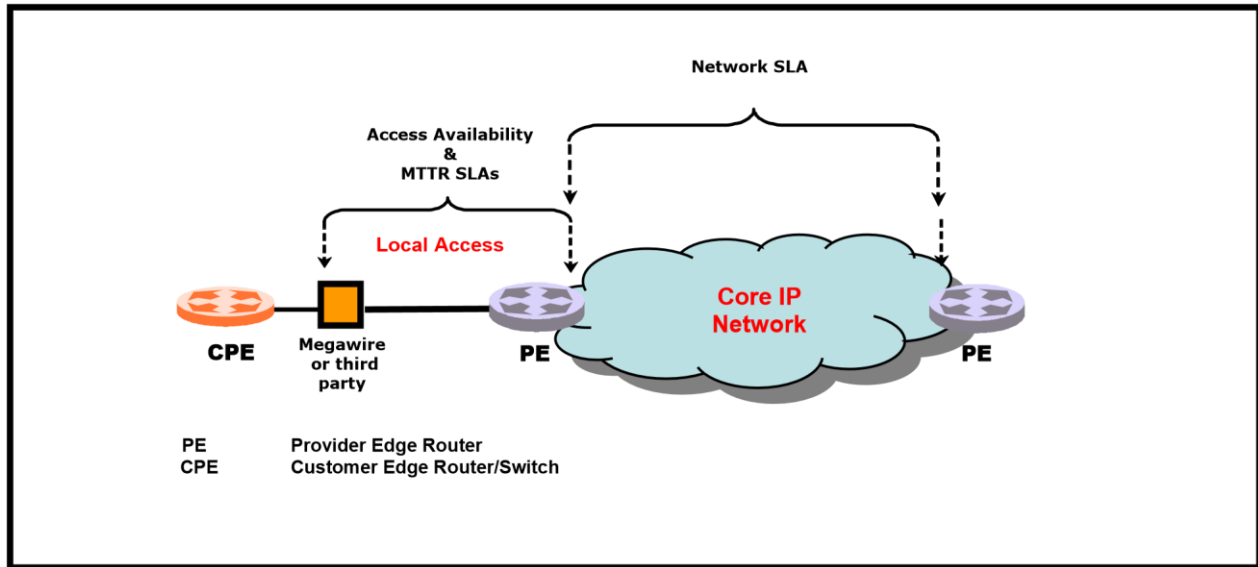 Network SLA
Access Availability
&
MTTR SLAs
Local Access
Core IP
Network
CPE
Megawire
or third
party
PE
PE
PE Provider Edge Router
CPE Customer Edge Router/Switch